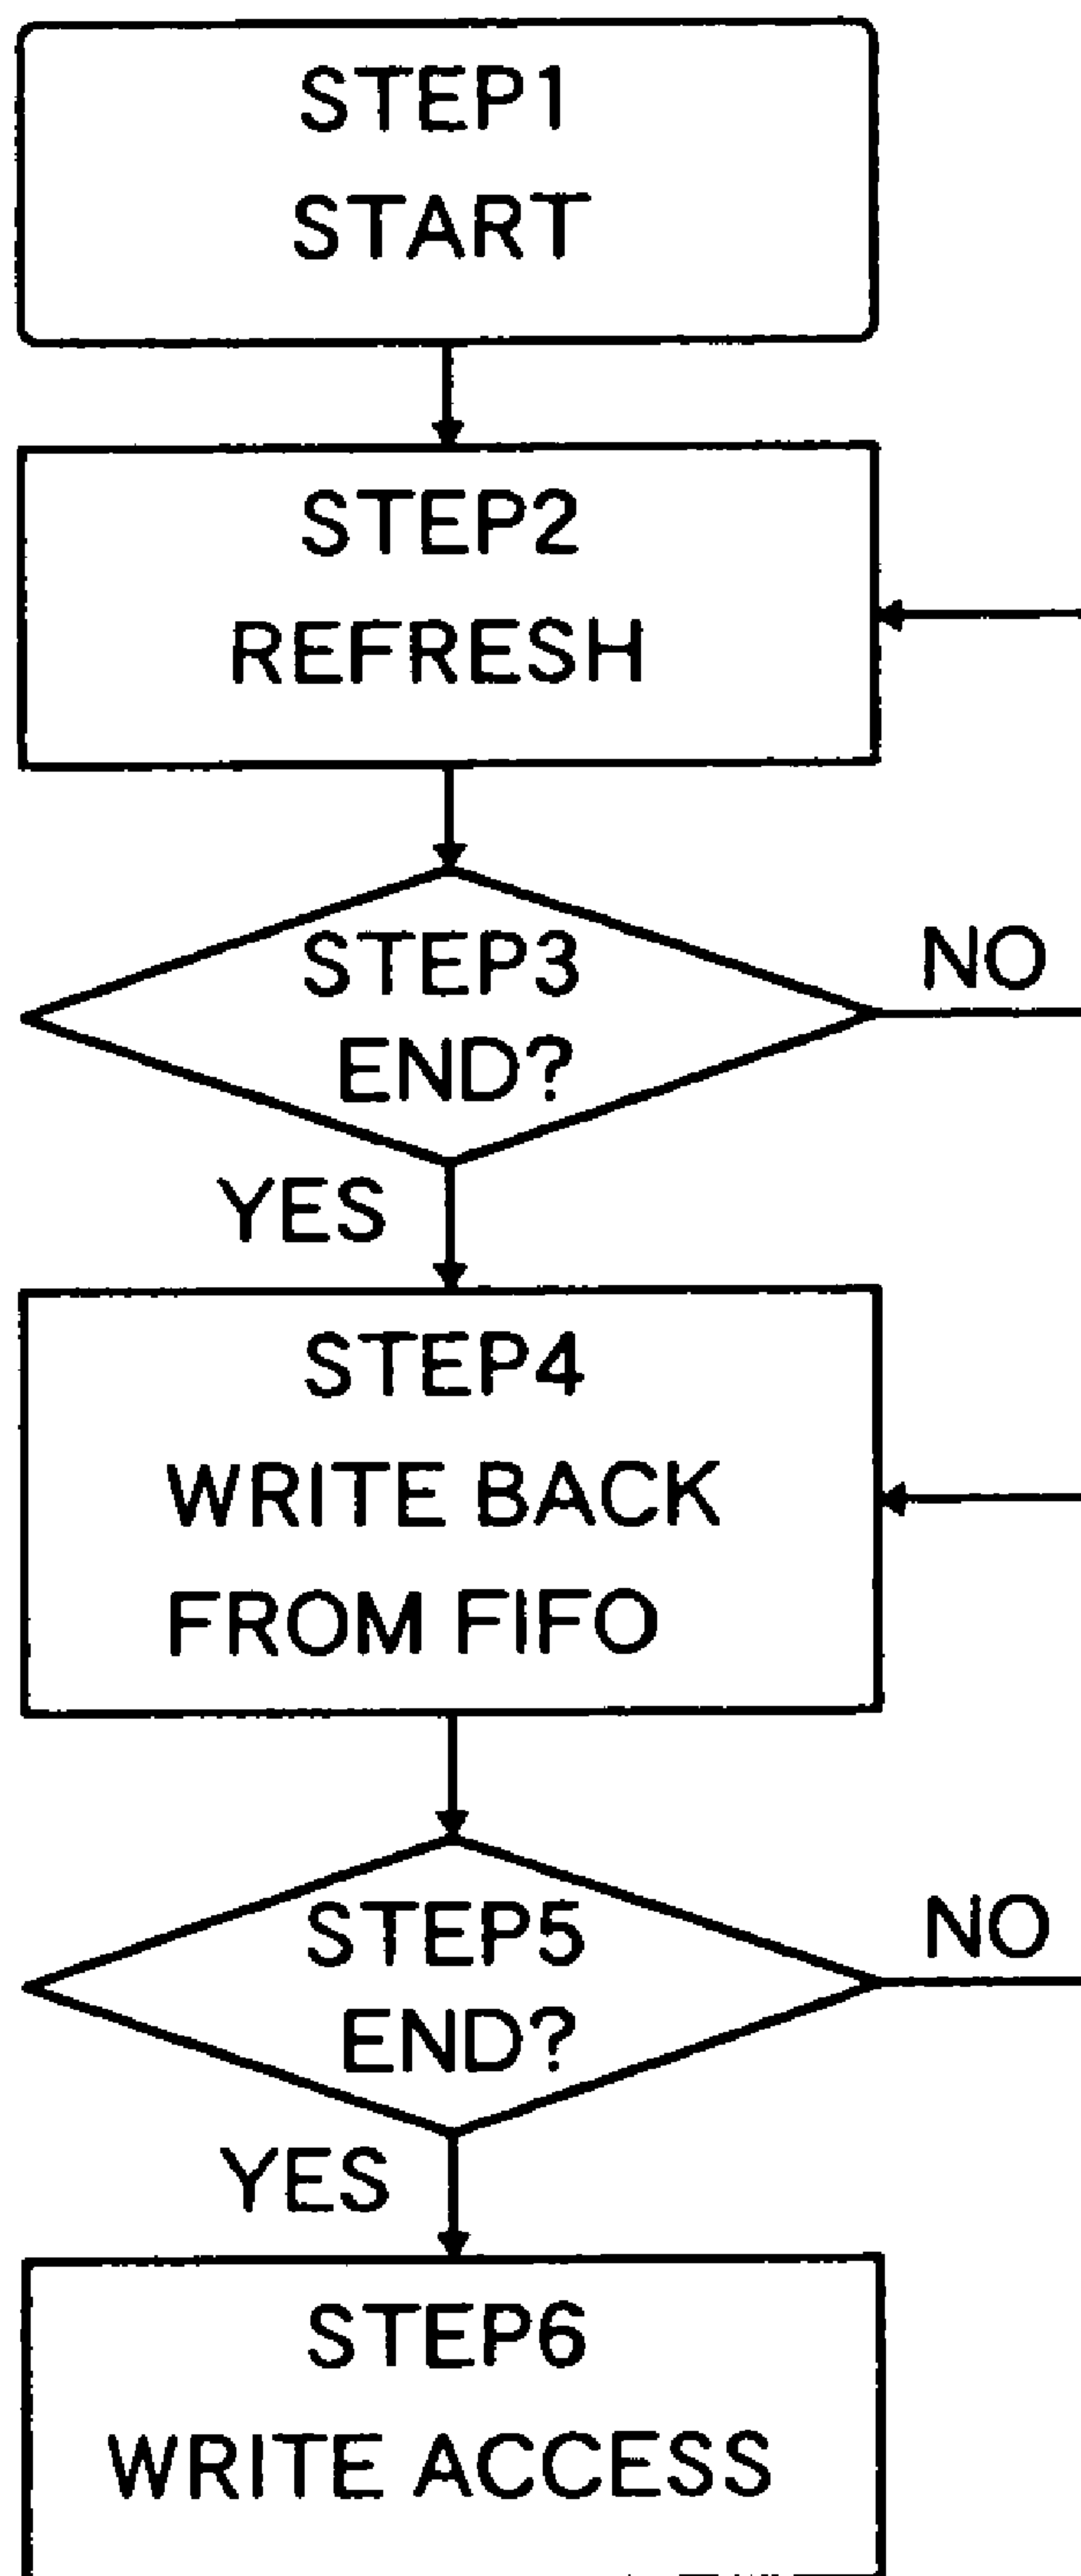 STEP1
START
STEP2
REFRESH
STEP3
END?
NO
YES
STEP4
WRITE BACK
FROM FIFO
STEP5
END?
NO
YES
STEP6
WRITE ACCESS